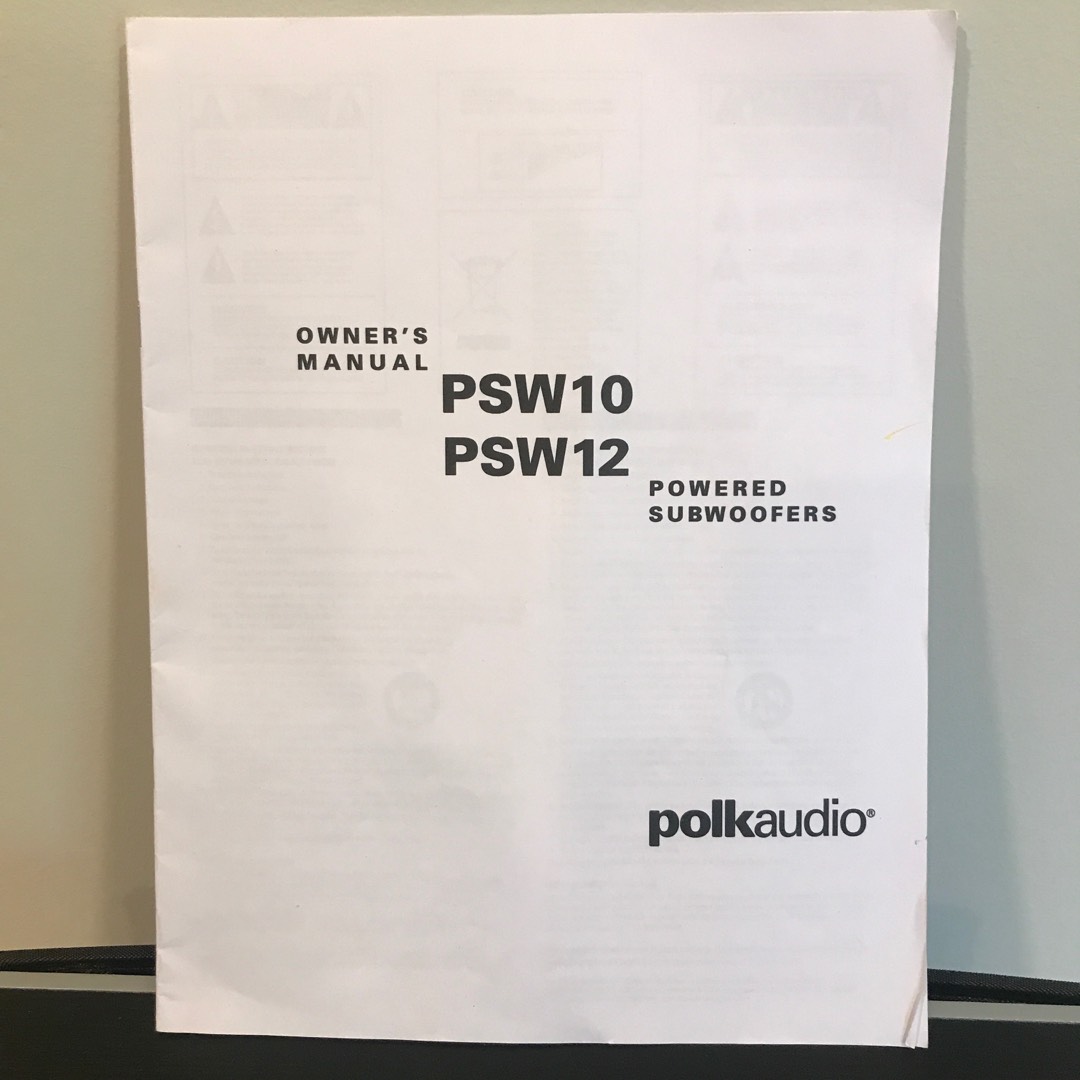 OWNER'S
MANUAL
PSW10
PSW12
POWERED
SUBWOOFERS
polkaudio®